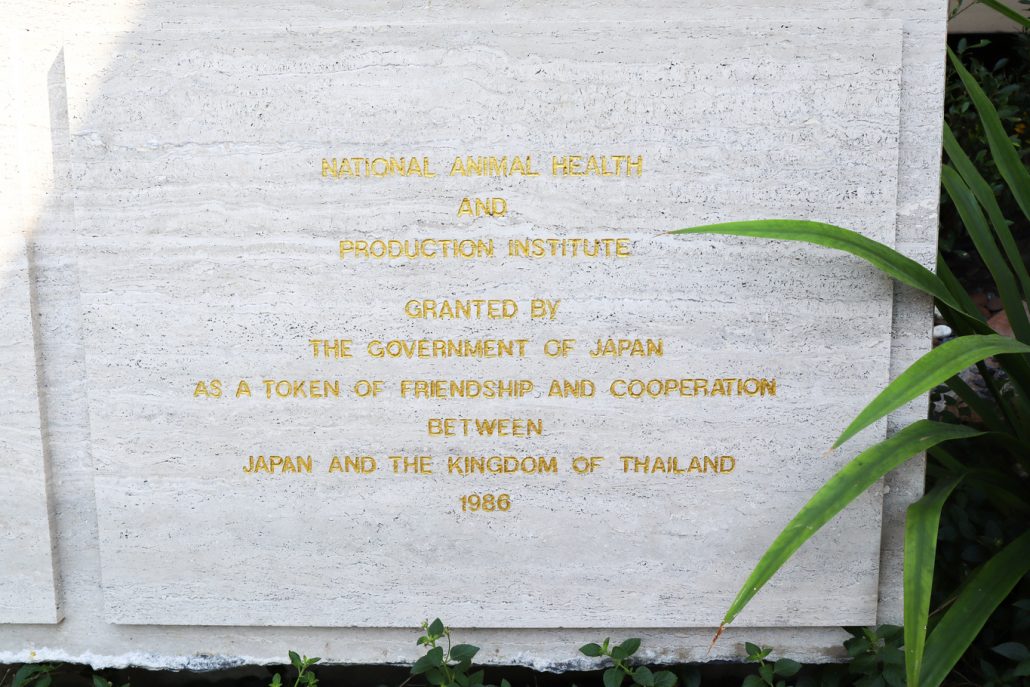 NATIONAL ANIMAL HEALTH
AND
PRODUCTION INSTITUTE
GRANTED BY
THE GOVERNMENT OF JAPAN
AS A TOKEN OF FRIENDSHIP AND COOPERATION
BETWEEN
JAPAN AND THE KINGDOM OF THAILAND
1986